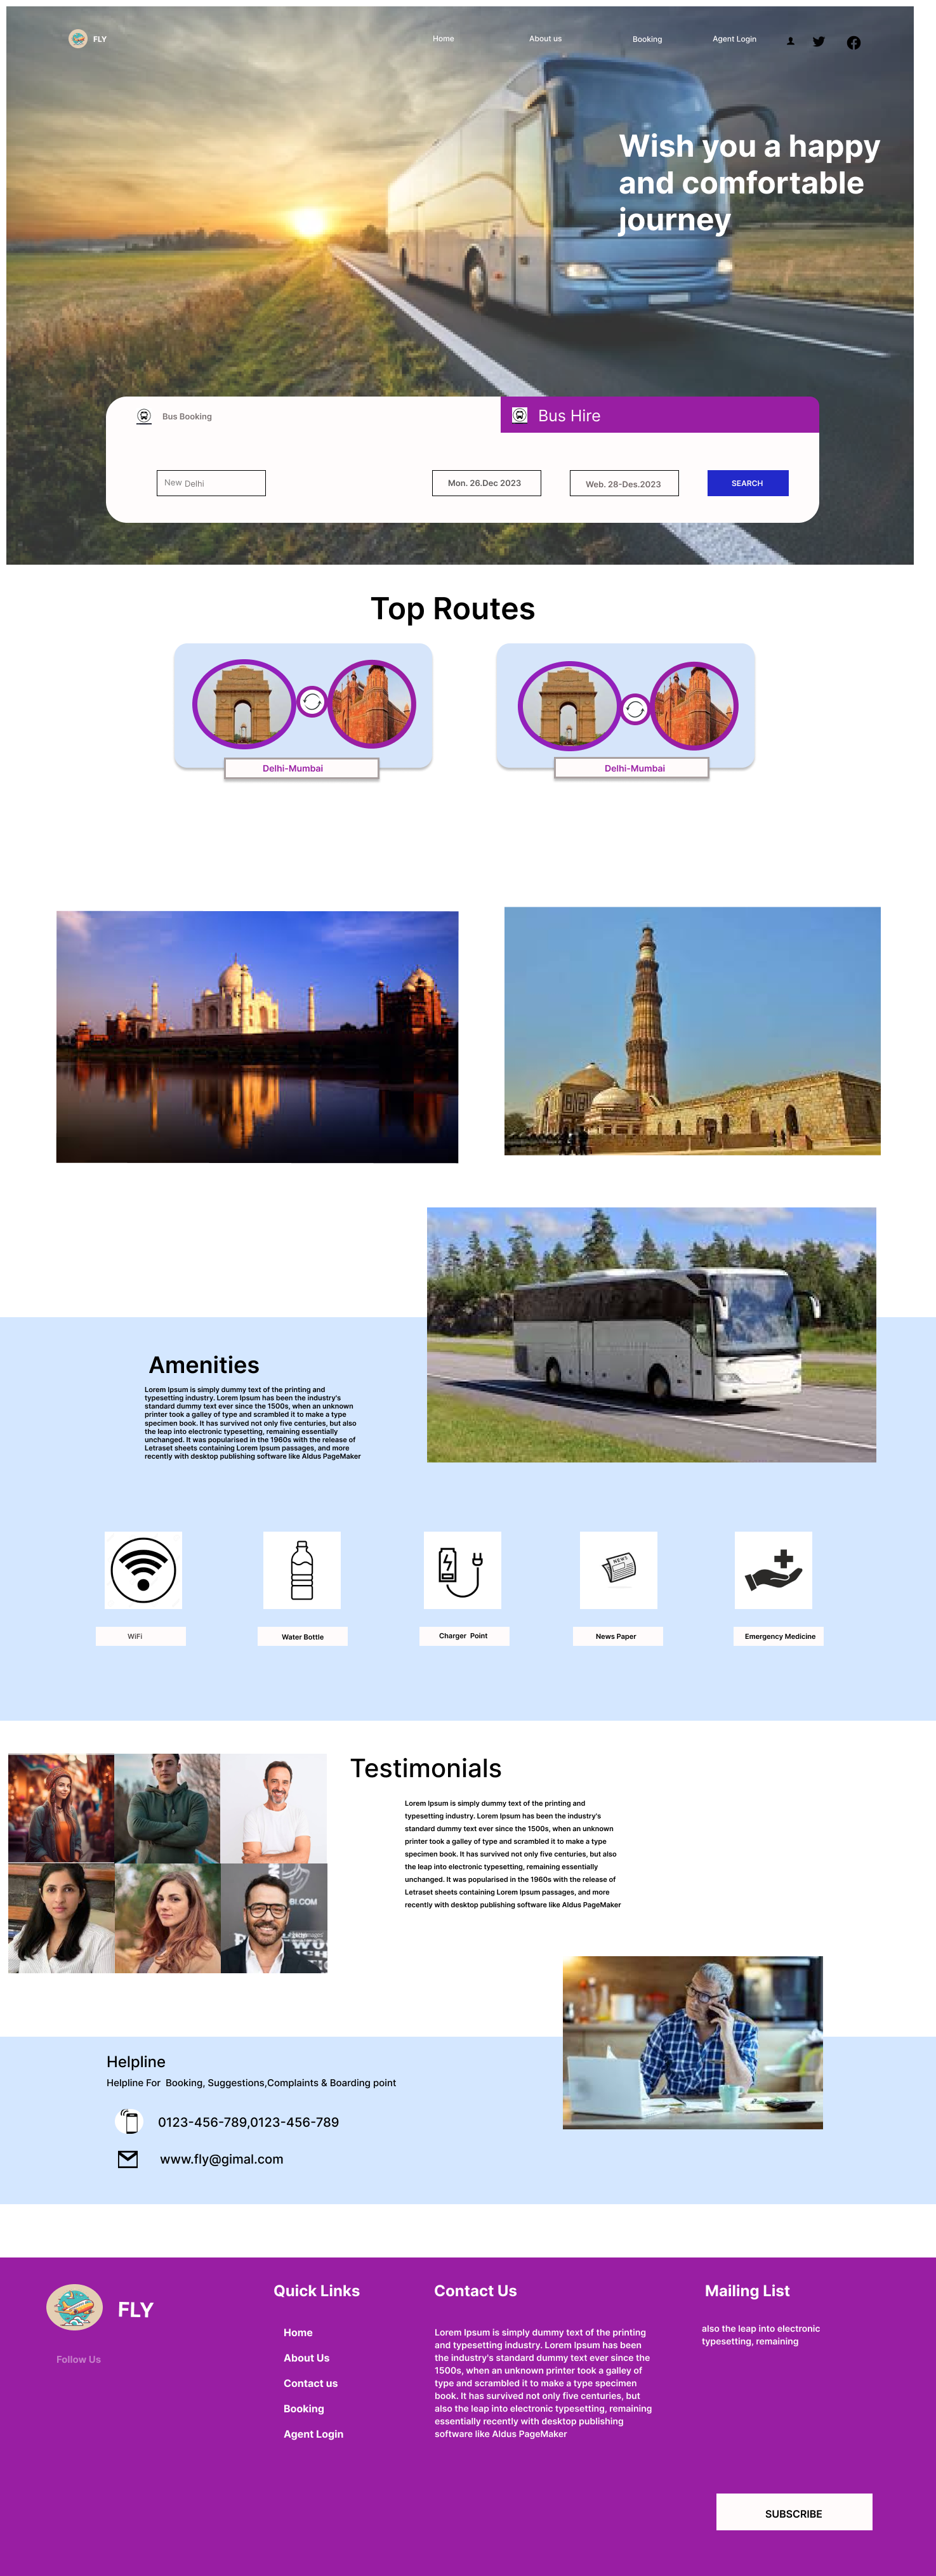 FLY
Home
About us
Booking
Agent Login
Wish you a happy
and comfortable
journey
Bus Booking
Bus Hire
New Delhi
Mon. 26.Dec 2023
Web. 28-Des.2023
SEARCH
Top Routes
Delhi-Mumbai
Delhi-Mumbai
Amenities
Lorem Ipsum is simply dummy text of the printing and
typesetting industry. Lorem Ipsum has been the industry's
standard dummy text ever since the 1500s, when an unknown
printer took a galley of type and scrambled it to make a type
specimen book. It has survived not only five centuries, but also
the leap into electronic typesetting, remaining essentially
unchanged. It was popularised in the 1960s with the release of
Letraset sheets containing Lorem Ipsum passages, and more
recently with desktop publishing software like Aldus PageMaker
NEWS
WiFi
Water Bottle
Charger Point
News Paper
Emergency Medicine
Testimonials
Lorem Ipsum is simply dummy text of the printing and
typesetting industry. Lorem Ipsum has been the industry's
standard dummy text ever since the 1500s, when an unknown
printer took a galley of type and scrambled it to make a type
specimen book. It has survived not only five centuries, but also
the leap into electronic typesetting, remaining essentially
unchanged. It was popularised in the 1960s with the release of
Letraset sheets containing Lorem Ipsum passages, and more
recently with desktop publishing software like Aldus PageMaker
Helpline
Helpline For Booking, Suggestions,Complaints & Boarding point
0123-456-789,0123-456-789
www.fly@gimal.com
FLY
Follow Us
Quick Links
Home
About Us
Contact us
Booking
Agent Login
Contact Us
Lorem Ipsum is simply dummy text of the printing
and typesetting industry. Lorem Ipsum has been
the industry's standard dummy text ever since the
1500s, when an unknown printer took a galley of
type and scrambled it to make a type specimen
book. It has survived not only five centuries, but
also the leap into electronic typesetting, remaining
essentially recently with desktop publishing
software like Aldus PageMaker
Mailing List
also the leap into electronic
typesetting, remaining
SUBSCRIBE